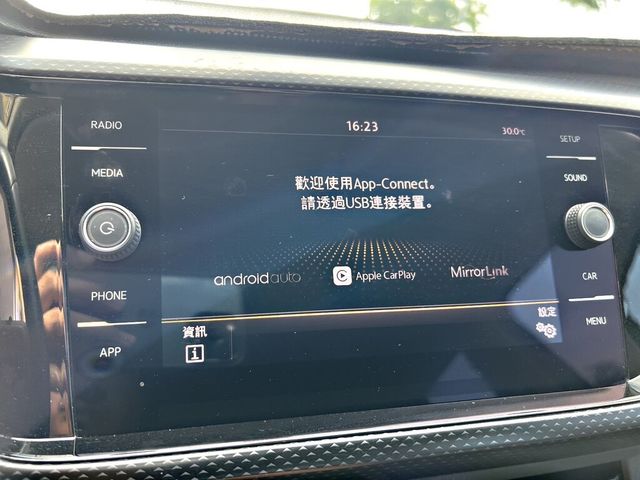 RADIO
MEDIA
PHONE
APP
16:23
30.0°C
歡迎使用App-Connect。
請透過USB連接裝置。
androidauto
Apple CarPlay
MirrorLink
資訊
i
設定
SETUP
SOUND
CAR
MENU